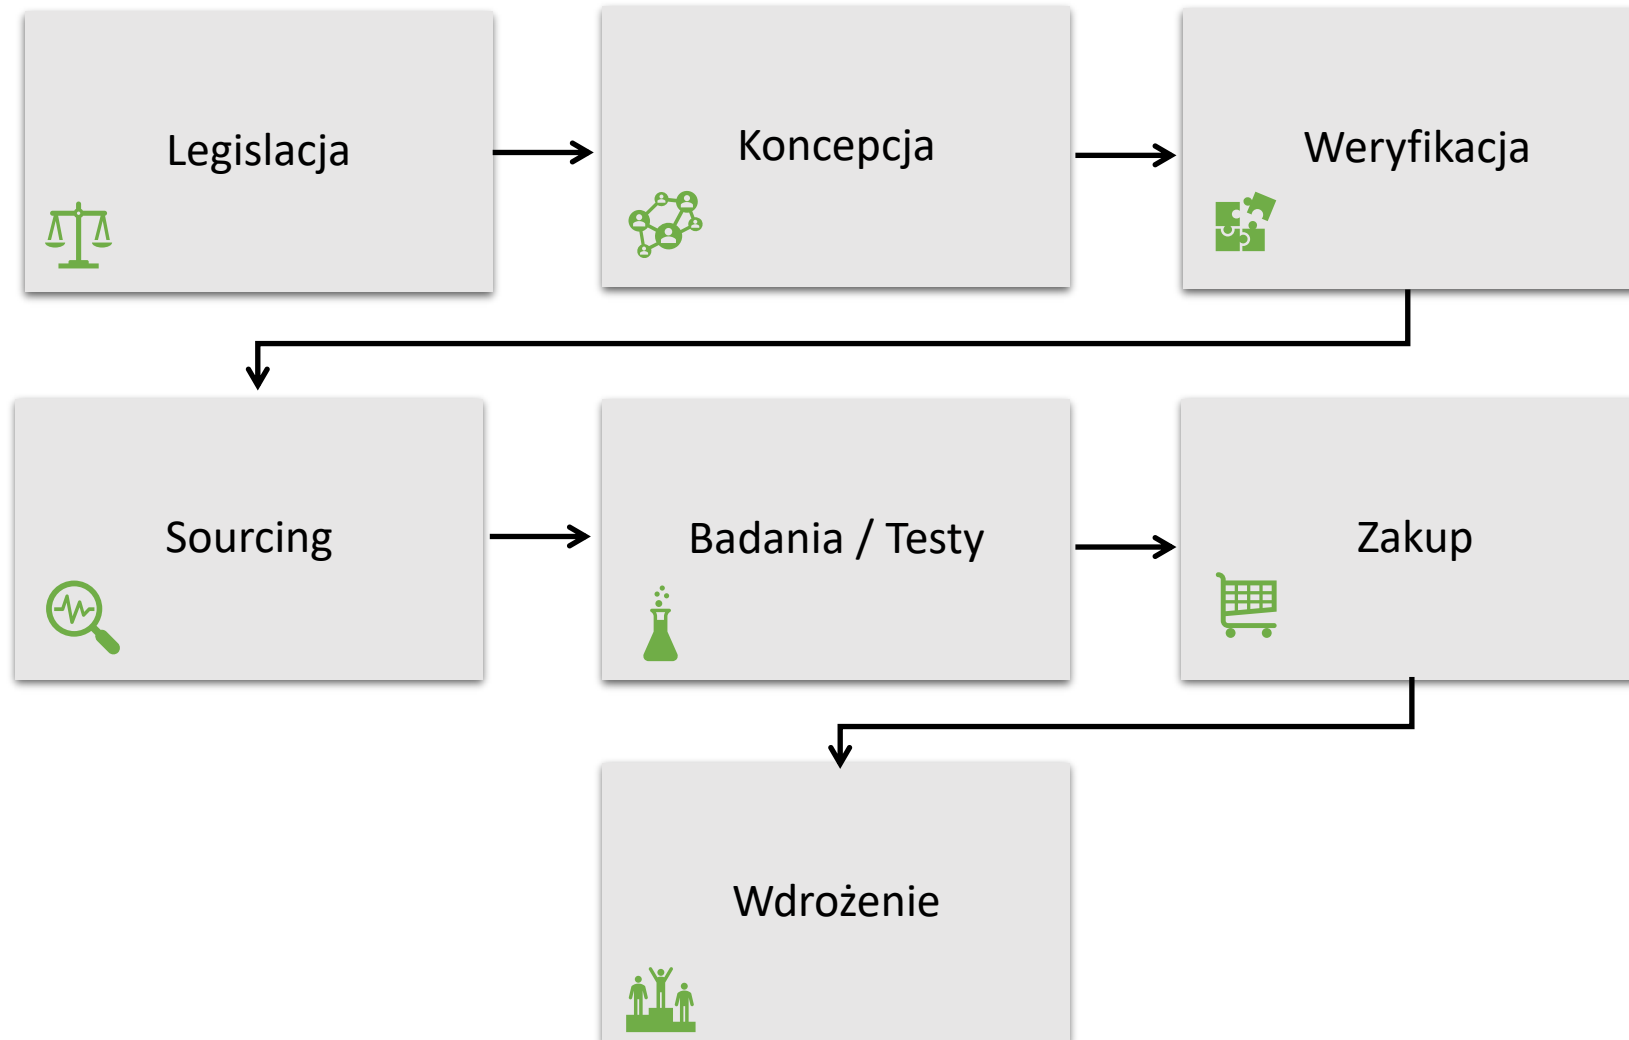 Legislacja
Koncepcja
Weryfikacja
Sourcing
Badania / Testy
Zakup
Wdrożenie